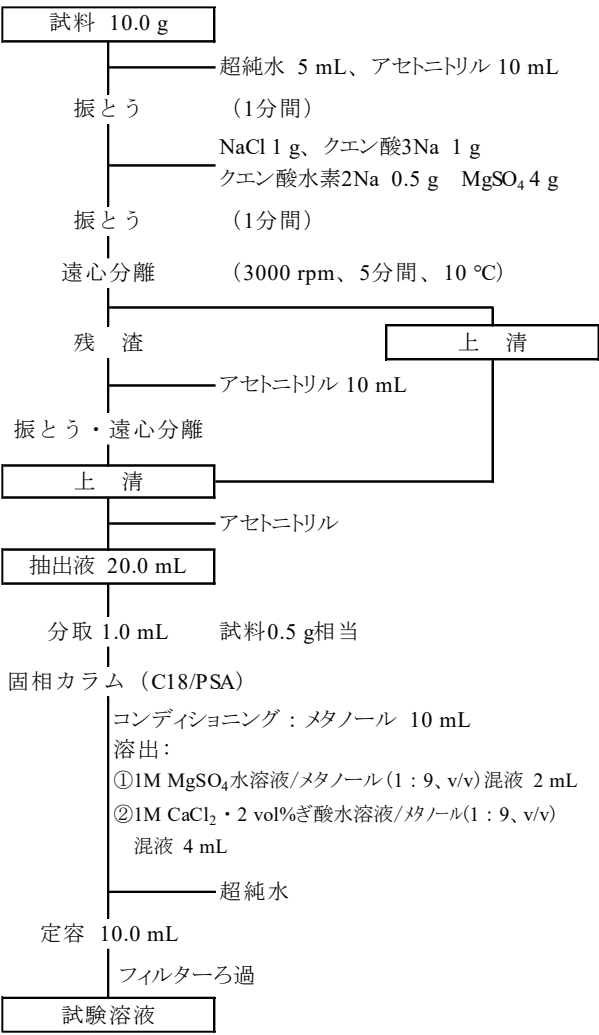 試料 10.0 g
超純水 5 mL、アセトニトリル 10 mL
振とう (1分間)
NaCl 1 g、クエン酸3Na 1 g
クエン酸水素2Na 0.5 g MgSO₄ 4 g
振とう (1分間)
遠心分離 (3000 rpm、5分間、10 ℃)
残 渣
上 清
アセトニトリル 10 mL
振とう・遠心分離
上 清
アセトニトリル
抽出液 20.0 mL
分取 1.0 mL 試料0.5 g相当
固相カラム (C18/PSA)
コンディショニング:メタノール 10 mL
溶出:
①1M MgSO₄水溶液/メタノール(1:9、v/v)混液 2 mL
②1M CaCl₂・2 vol%ぎ酸水溶液/メタノール(1:9、v/v)
混液 4 mL
超純水
定容 10.0 mL
フィルターろ過
試験溶液